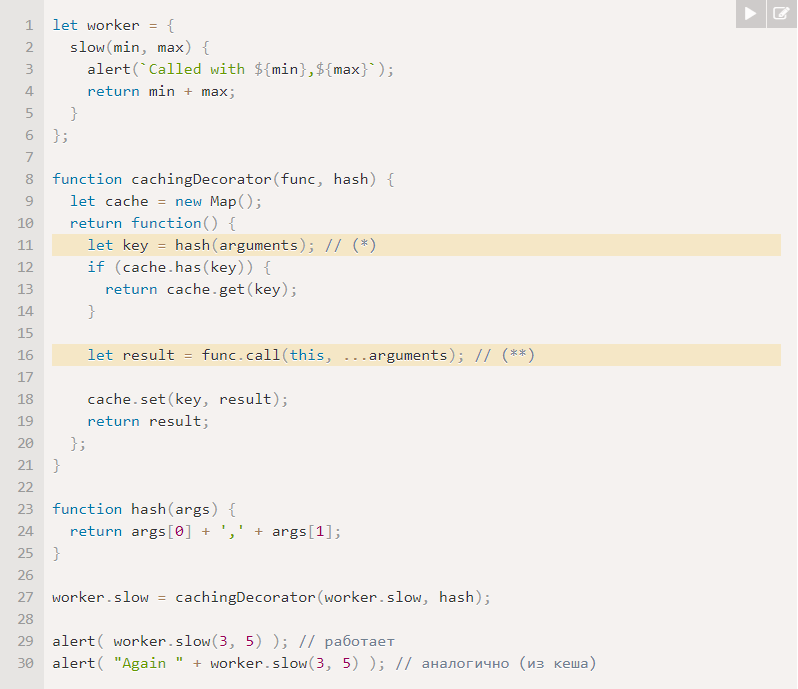 1 let worker = {
2   slow(min, max) {
3     alert(`Called with ${min},${max}`);
4     return min + max;
5   }
6 };
7
8 function cachingDecorator(func, hash) {
9   let cache = new Map();
10   return function() {
11     let key = hash(arguments); // (*)
12     if (cache.has(key)) {
13       return cache.get(key);
14     }
15
16     let result = func.call(this, ...arguments); // (**)
17
18     cache.set(key, result);
19     return result;
20   };
21 }
22
23 function hash(args) {
24   return args[0] + ',' + args[1];
25 }
26
27 worker.slow = cachingDecorator(worker.slow, hash);
28
29 alert( worker.slow(3, 5) ); // работает
30 alert( "Again " + worker.slow(3, 5) ); // аналогично (из кеша)